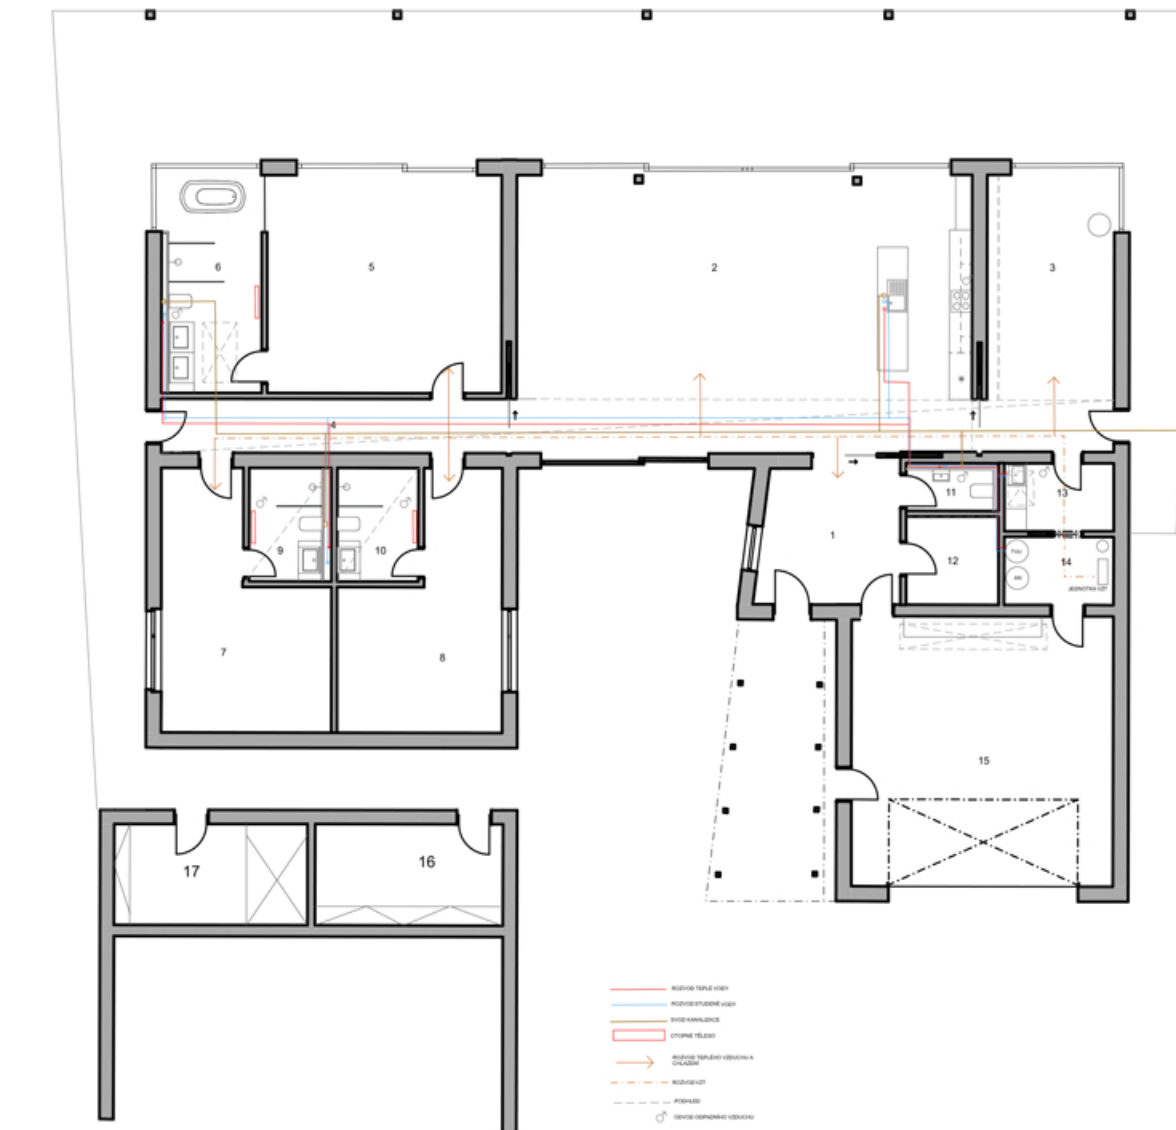 6
5
2
3
4
11
13
1
9
10
12
14
JEDNOTKA VZT
7
8
15
17
16
ROZVOD TEPLÉ VODY
ROZVOD STUDENÉ VODY
SVOD KANALIZACE
OTOPNÉ TĚLESO
ROZVOD TEPLÉHO VZDUCHU A
CHLAZENÍ
ROZVOD VZT
PODHLED
ODVOD ODPADNÍHO VZDUCHU